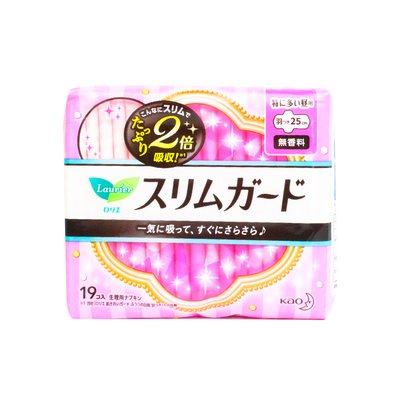 こんなにスリムで
たっぷり
2倍
吸収!※1
特に多い昼用
羽つき25cm
無香料
Laurier
ロリエ
スリムガード
一気に吸って、すぐにさらさら♪
19コ入 生理用ナプキン
Kao